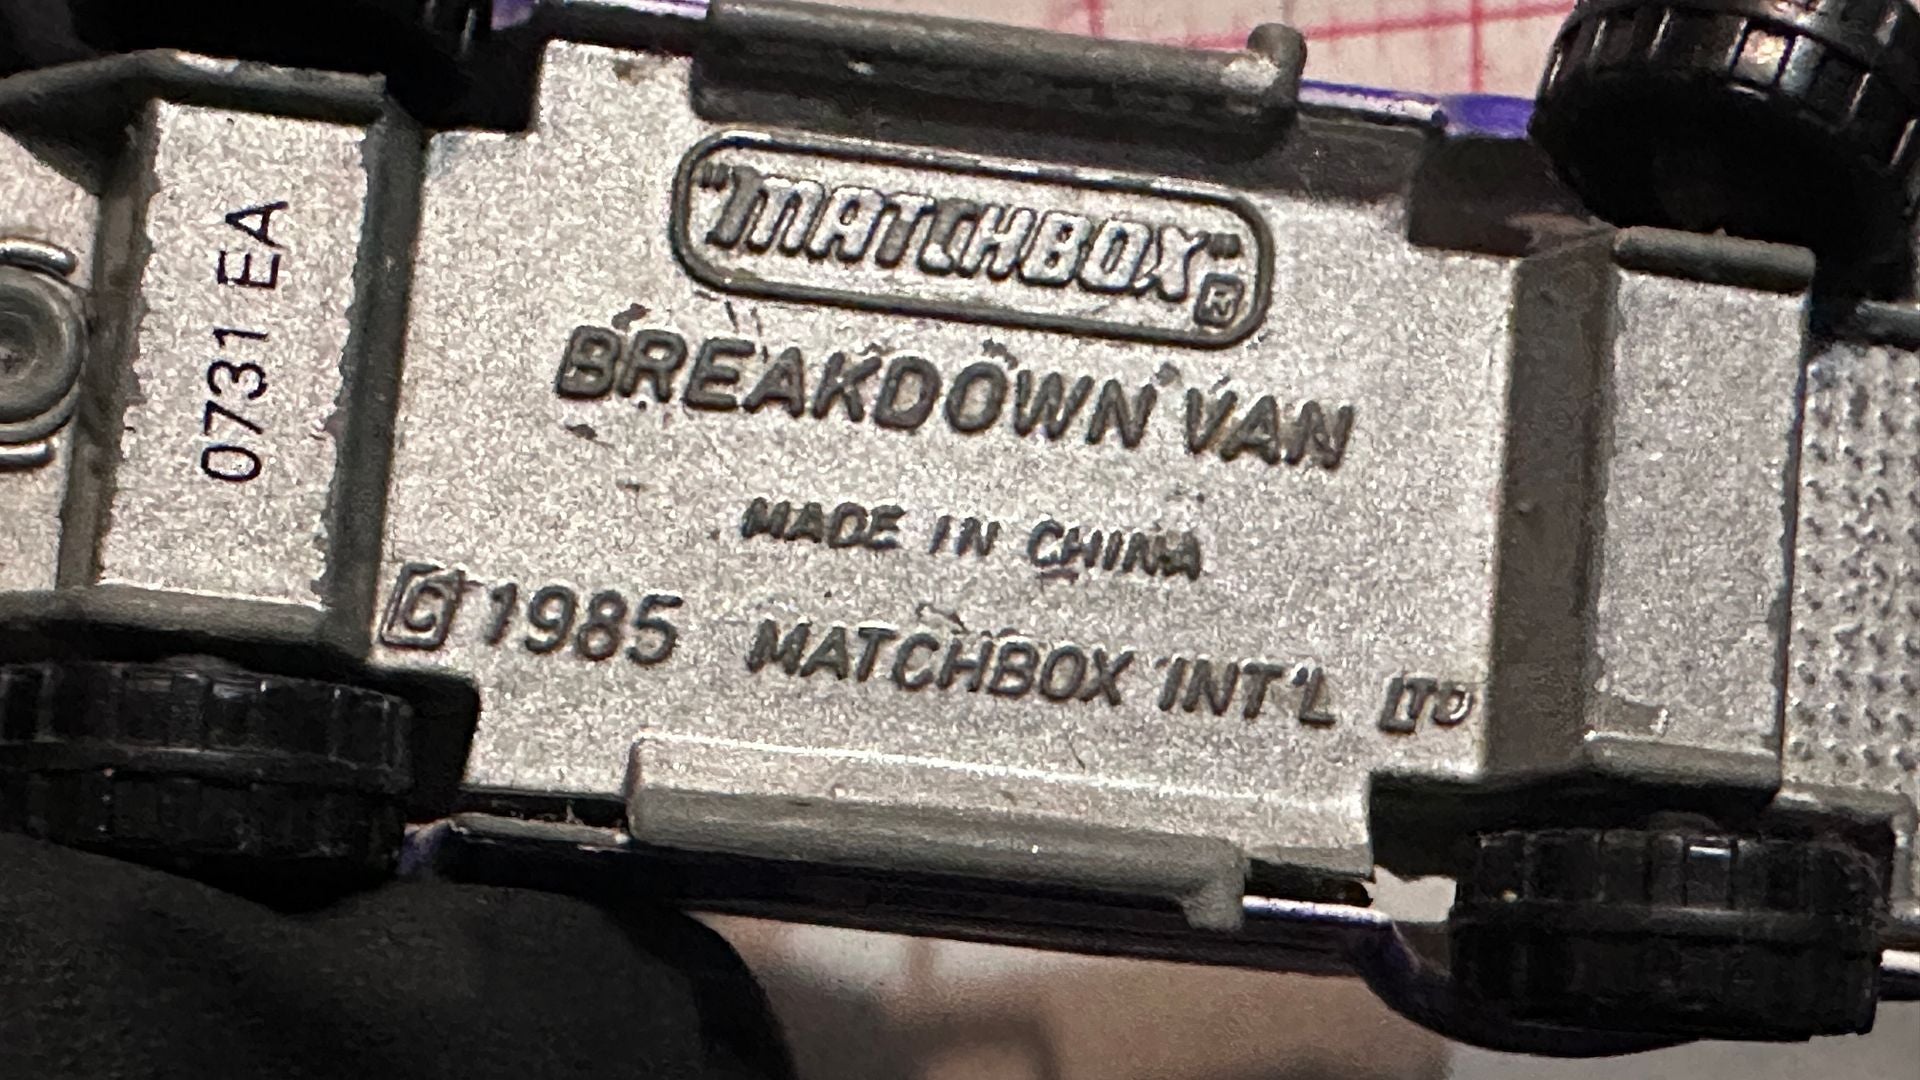 0731 EA
"MATCHBOX" ®
BREAKDOWN VAN
MADE IN CHINA
© 1985 MATCHBOX INT'L LTD